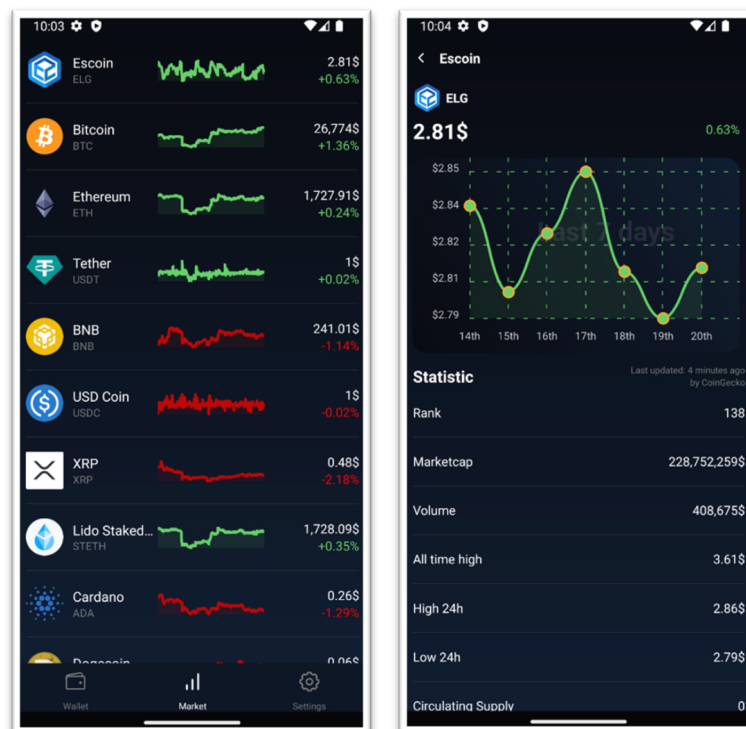 10:03
Escoin
ELG
2.81$
+0.63%
Bitcoin
BTC
26,774$
+1.36%
Ethereum
ETH
1,727.91$
+0.24%
Tether
USDT
1$
+0.02%
BNB
BNB
241.01$
-1.14%
USD Coin
USDC
1$
-0.02%
XRP
XRP
0.48$
-2.18%
Lido Staked...
STETH
1,728.09$
+0.35%
Cardano
ADA
0.26$
-1.29%
Dogecoin
0.06$
Wallet
Market
Settings
10:04
Escoin
ELG
2.81$
0.63%
Last 7 days
$2.85
$2.84
$2.82
$2.81
$2.79
14th 15th 16th 17th 18th 19th 20th
Statistic
Last updated: 4 minutes ago
by CoinGecko
Rank 138
Marketcap 228,752,259$
Volume 408,675$
All time high 3.61$
High 24h 2.86$
Low 24h 2.79$
Circulating Supply 0